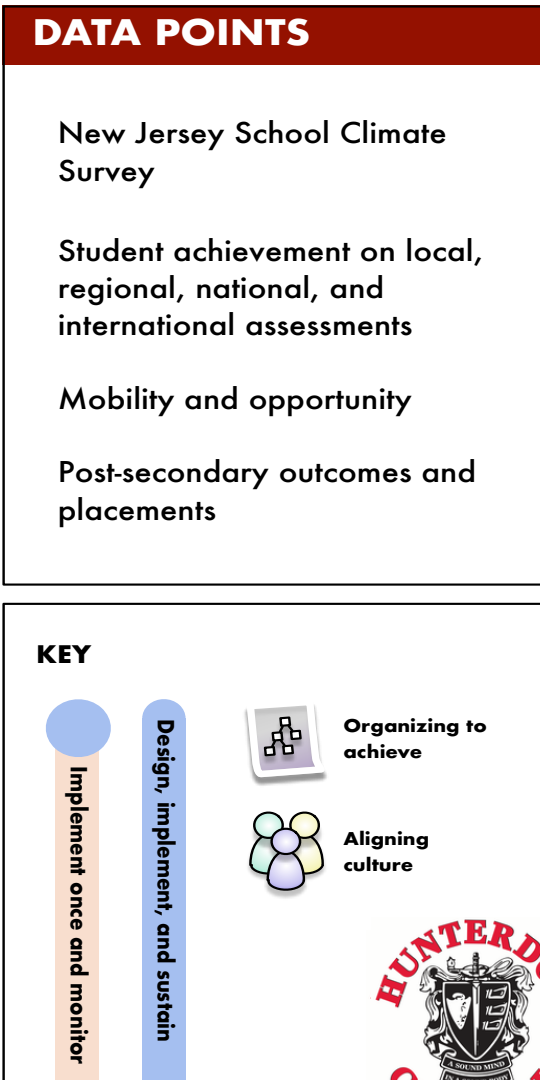 DATA POINTS
New Jersey School Climate
Survey
Student achievement on local,
regional, national, and
international assessments
Mobility and opportunity
Post-secondary outcomes and
placements
KEY
Implement once and monitor
Design, implement, and sustain
Organizing to
achieve
Aligning
culture
A SOUND MIND